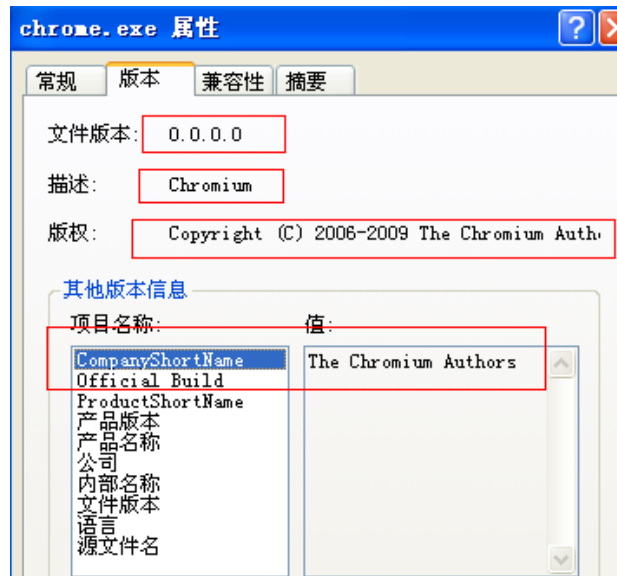 chrome.exe 属性
常规 版本 兼容性 摘要
文件版本: 0.0.0.0
描述: Chromium
版权: Copyright (C) 2006-2009 The Chromium Auth
其他版本信息
项目名称: 值:
CompanyShortName The Chromium Authors
Official Build
ProductShortName
产品版本
产品名称
公司
内部名称
文件版本
语言
源文件名